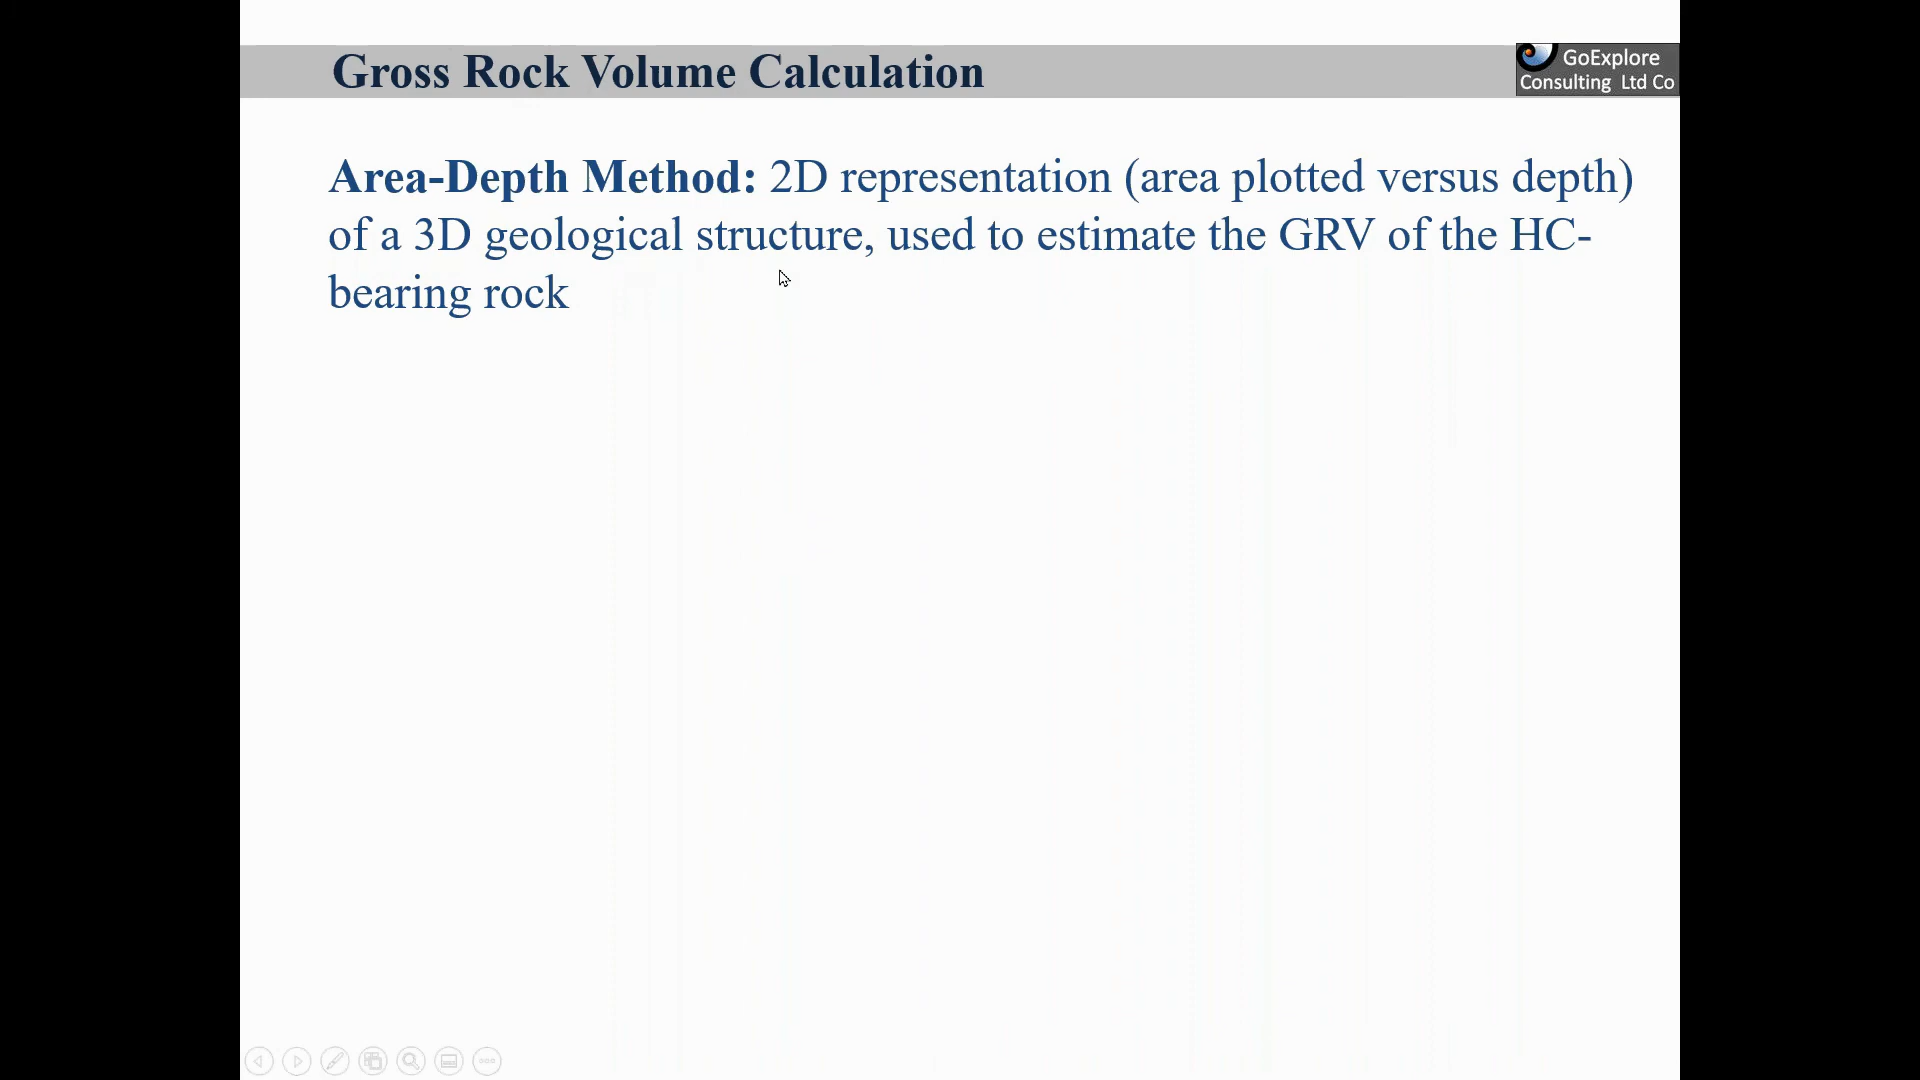 Gross Rock Volume Calculation
GoExplore
Consulting Ltd Co
Area-Depth Method: 2D representation (area plotted versus depth)
of a 3D geological structure, used to estimate the GRV of the HC-
bearing rock